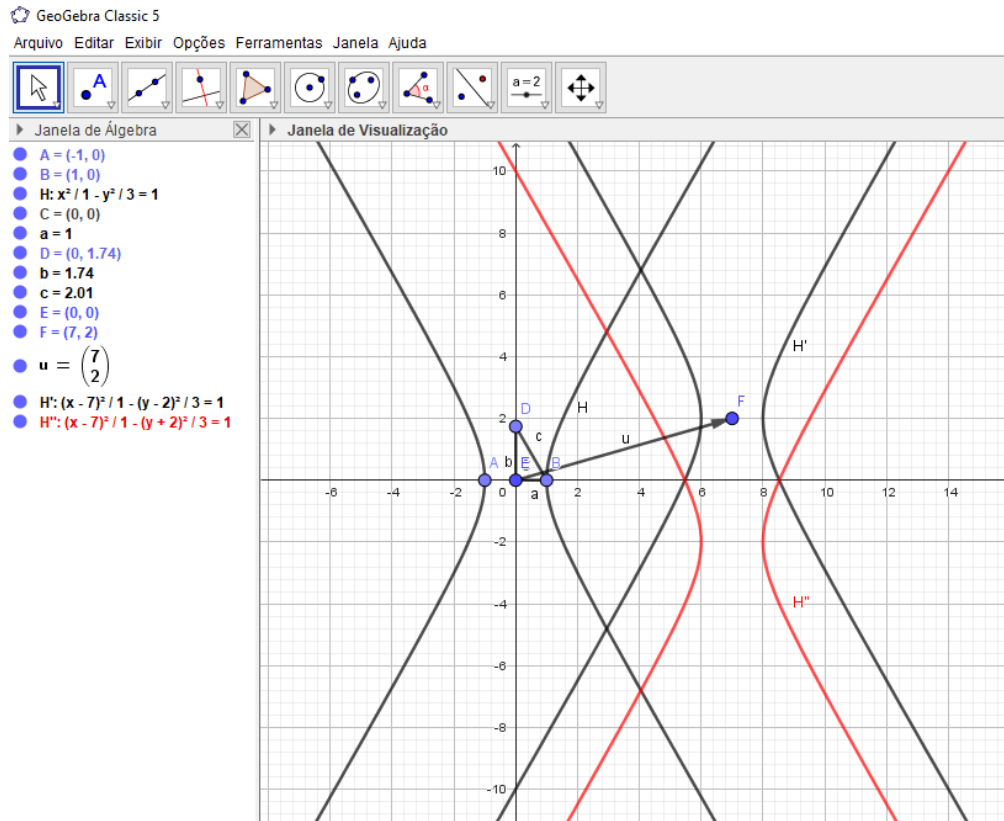 GeoGebra Classic 5
Arquivo Editar Exibir Opções Ferramentas Janela Ajuda
A
α
a=2
Janela de Álgebra
A = (-1, 0)
B = (1, 0)
H: x² / 1 - y² / 3 = 1
C = (0, 0)
a = 1
D = (0, 1.74)
b = 1.74
c = 2.01
E = (0, 0)
F = (7, 2)
u = (7
2)
H': (x - 7)² / 1 - (y - 2)² / 3 = 1
H'': (x - 7)² / 1 - (y + 2)² / 3 = 1
Janela de Visualização
10
8
6
4
H'
2
D
H
F
c
u
b
A
E
B
-6 -4 -2 0 2 4 6 8 10 12 14
a
-2
-4
H''
-6
-8
-10